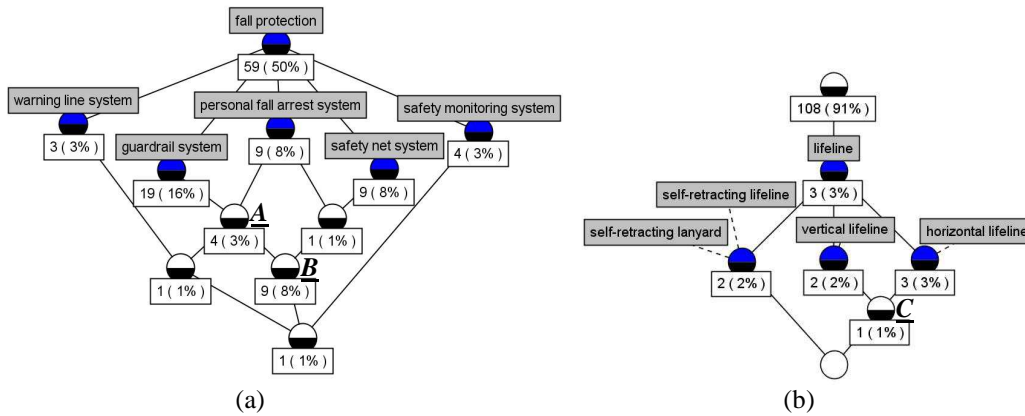 fall protection
59 ( 50% )
warning line system
personal fall arrest system
safety monitoring system
3 ( 3% )
guardrail system
9 ( 8% )
safety net system
4 ( 3% )
19 ( 16% )
9 ( 8% )
A
4 ( 3% )
1 ( 1% )
B
1 ( 1% )
9 ( 8% )
1 ( 1% )
(a)
108 ( 91% )
lifeline
3 ( 3% )
self-retracting lifeline
self-retracting lanyard
vertical lifeline
horizontal lifeline
2 ( 2% )
2 ( 2% )
3 ( 3% )
C
1 ( 1% )
(b)